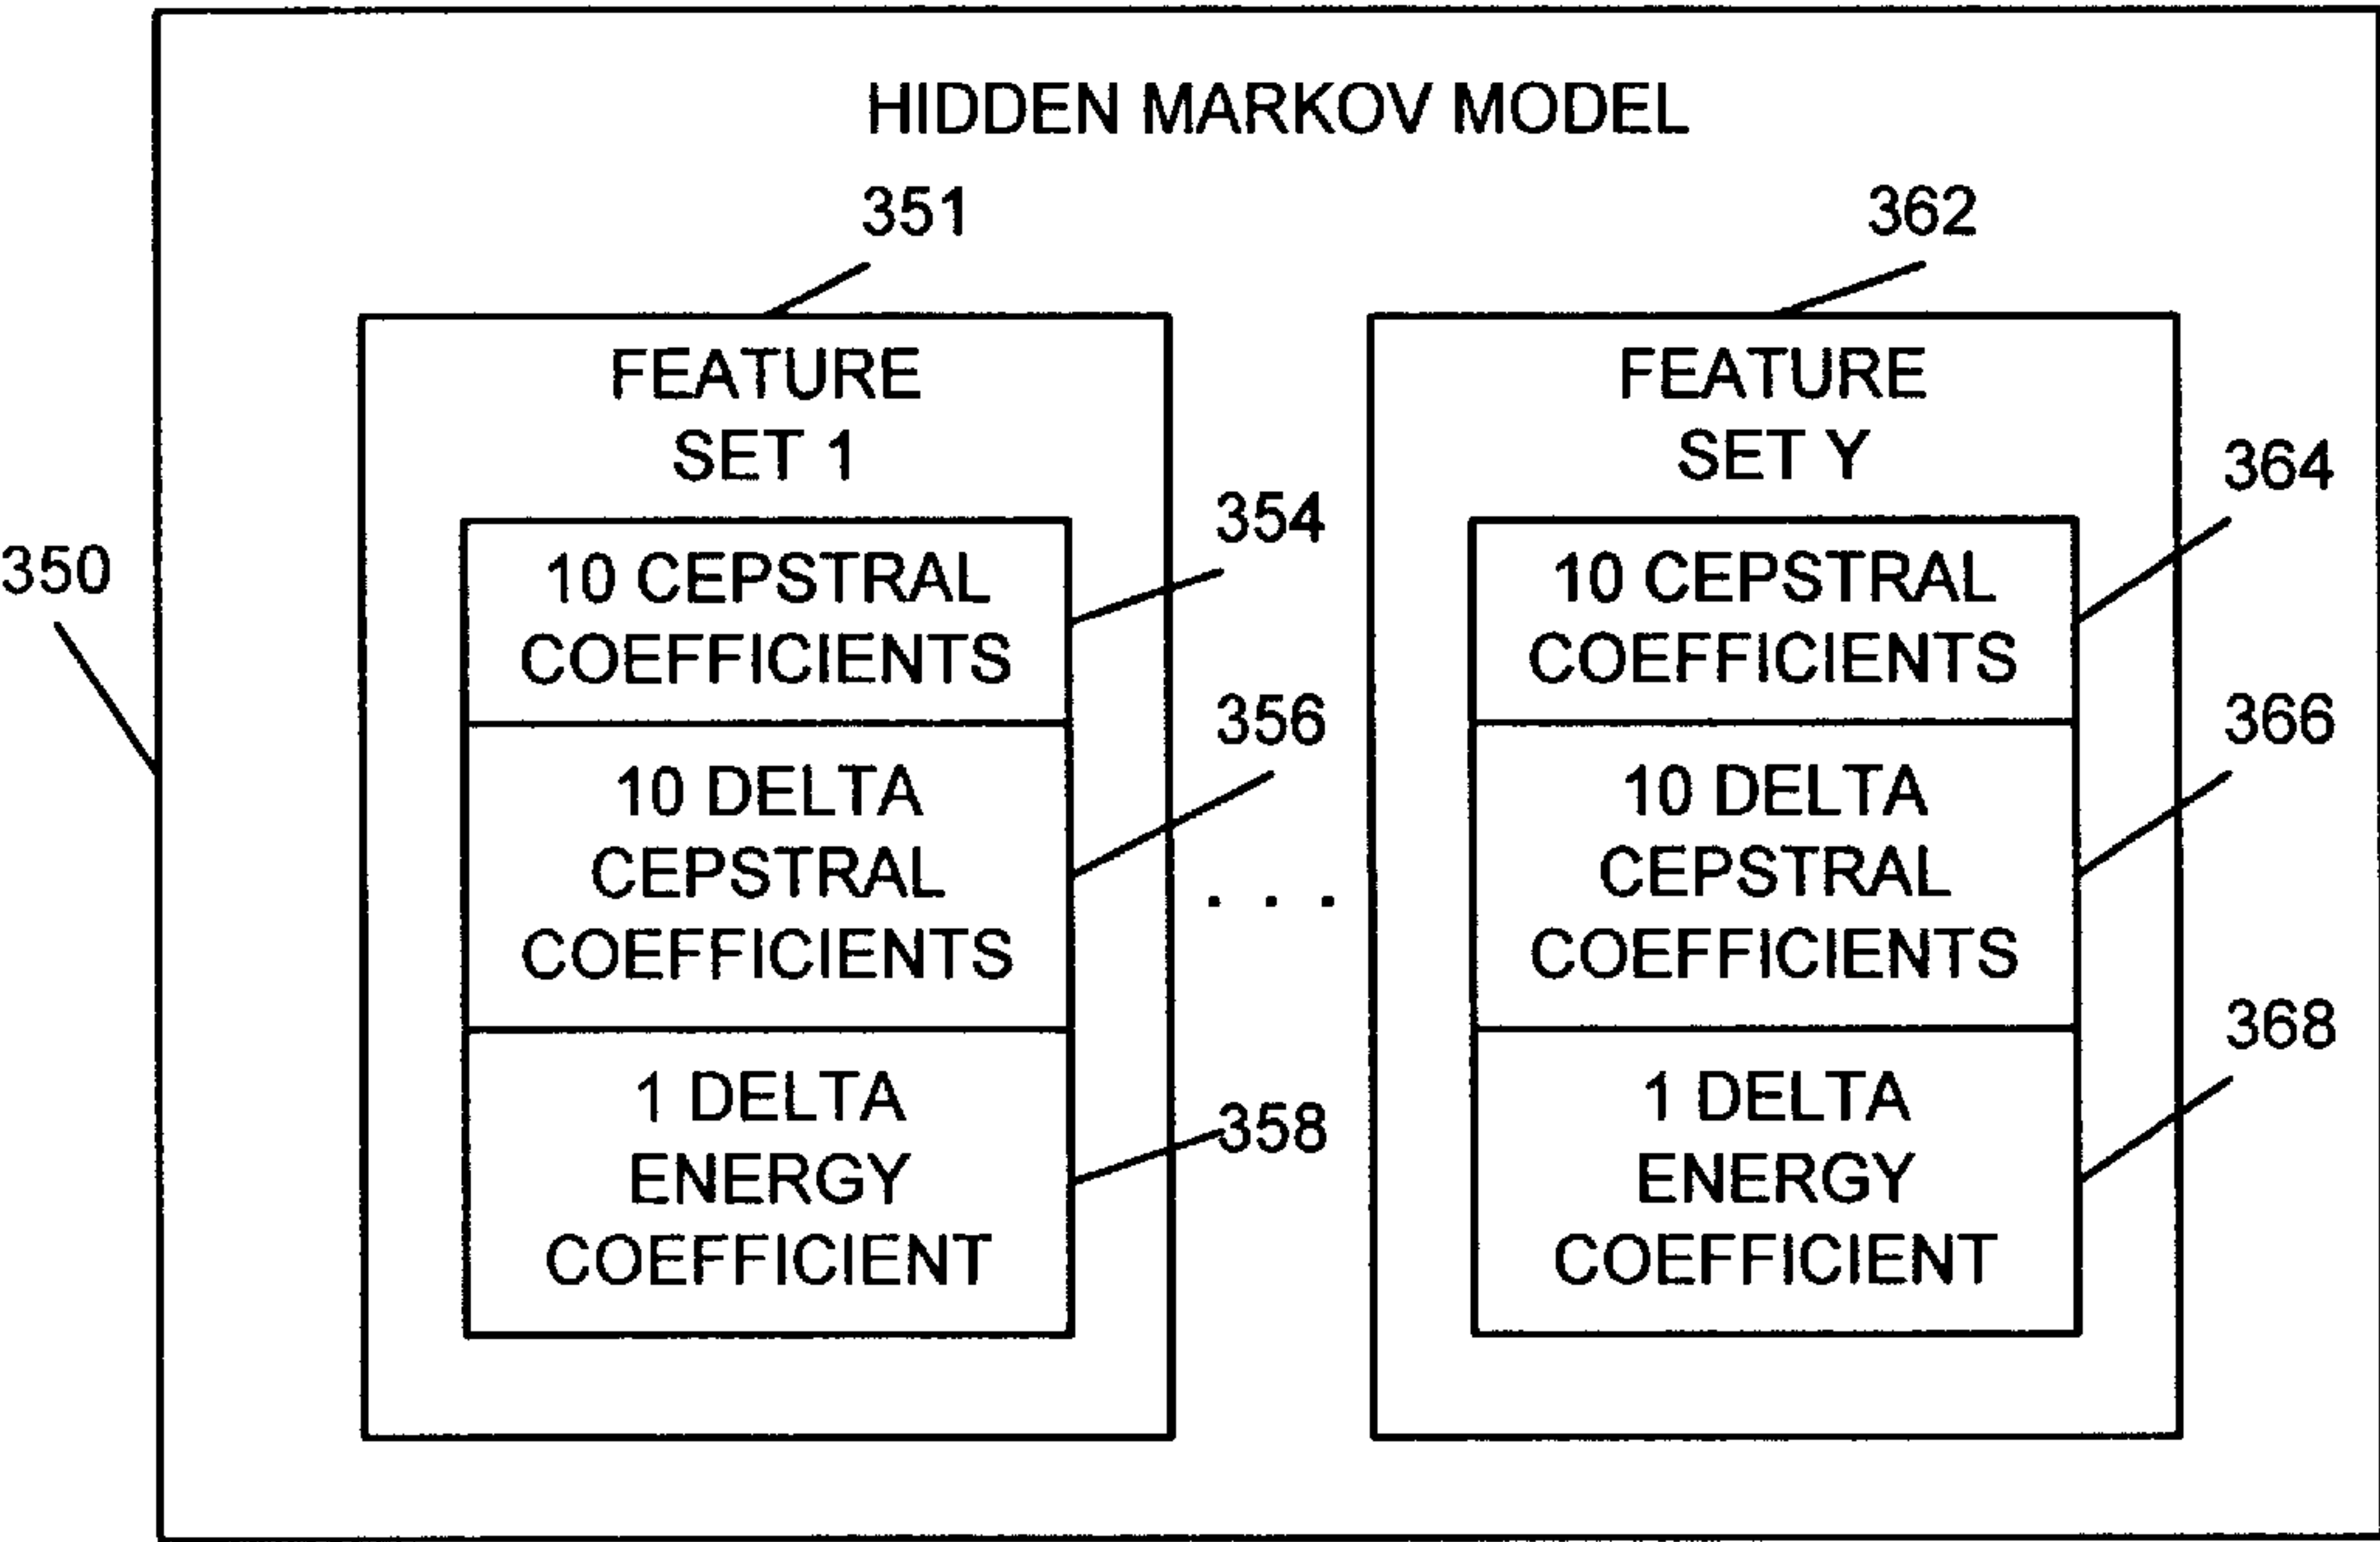 HIDDEN MARKOV MODEL
351
362
350
FEATURE
SET 1
354
10 CEPSTRAL
COEFFICIENTS
356
10 DELTA
CEPSTRAL
COEFFICIENTS
358
1 DELTA
ENERGY
COEFFICIENT
. . .
FEATURE
SET Y
364
10 CEPSTRAL
COEFFICIENTS
366
10 DELTA
CEPSTRAL
COEFFICIENTS
368
1 DELTA
ENERGY
COEFFICIENT